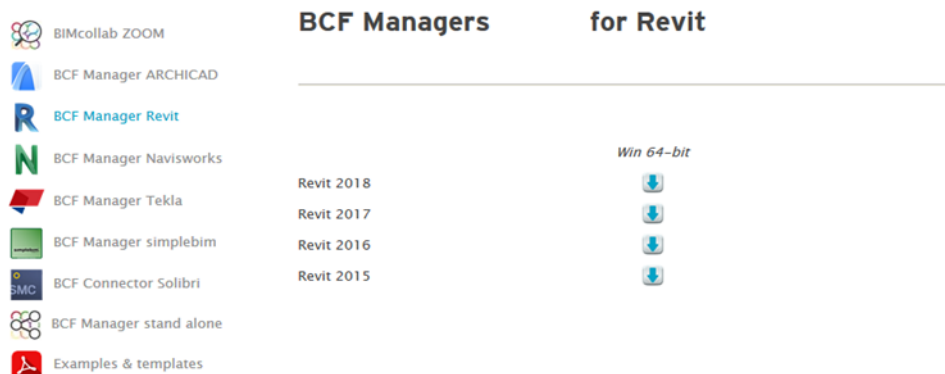 BIMcollab ZOOM
BCF Manager ARCHICAD
BCF Manager Revit
BCF Manager Navisworks
BCF Manager Tekla
simplebim
BCF Manager simplebim
SMC
BCF Connector Solibri
BCF Manager stand alone
Examples & templates
BCF Managers for Revit
Win 64-bit
Revit 2018
Revit 2017
Revit 2016
Revit 2015